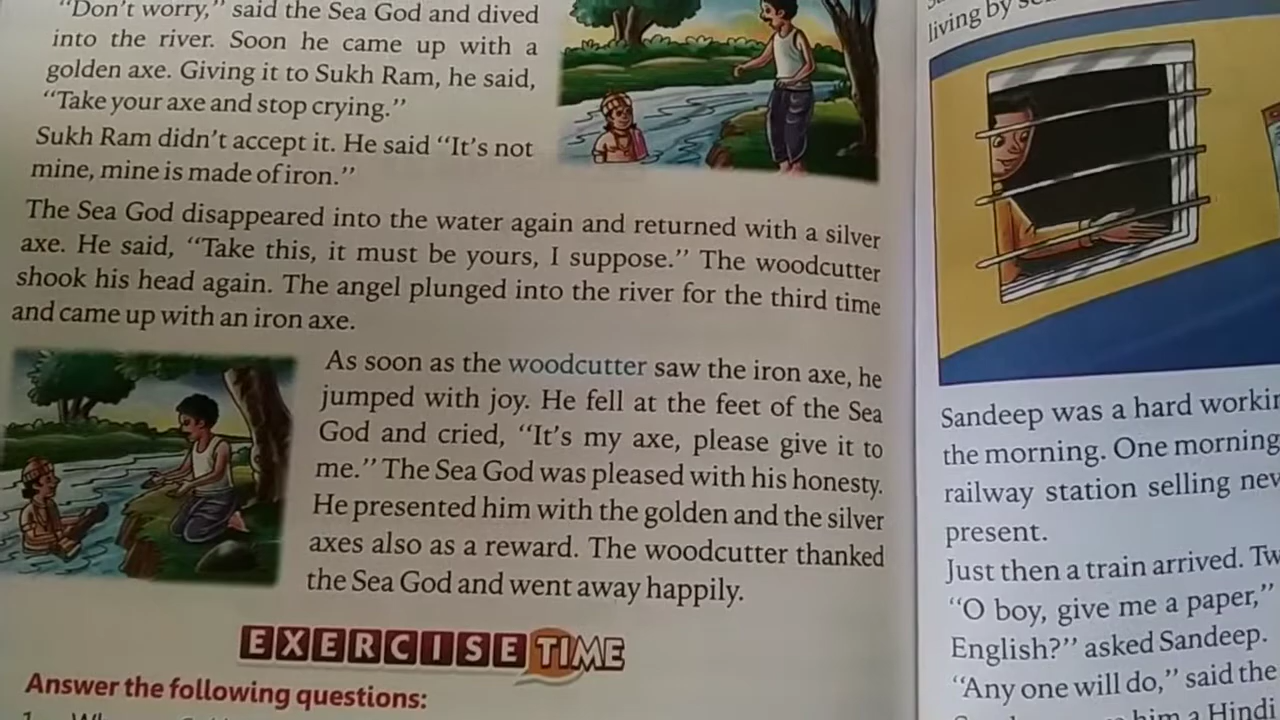 "Don't worry," said the Sea God and dived
into the river. Soon he came up with a
golden axe. Giving it to Sukh Ram, he said,
"Take your axe and stop crying."
Sukh Ram didn't accept it. He said "It's not
mine, mine is made of iron."
The Sea God disappeared into the water again and returned with a silver
axe. He said, "Take this, it must be yours, I suppose." The woodcutter
shook his head again. The angel plunged into the river for the third time
and came up with an iron axe.
As soon as the woodcutter saw the iron axe, he
jumped with joy. He fell at the feet of the Sea
God and cried, "It's my axe, please give it to
me." The Sea God was pleased with his honesty.
He presented him with the golden and the silver
axes also as a reward. The woodcutter thanked
the Sea God and went away happily.
EXERCISE TIME
Answer the following questions:
1.
living by
Sandeep was a hard
the morning. One morning
railway station selling
present.
Just then a train arrived.
"O boy, give me a paper,"
English?" asked Sandeep.
"Any one will do," said the
him a Hindi